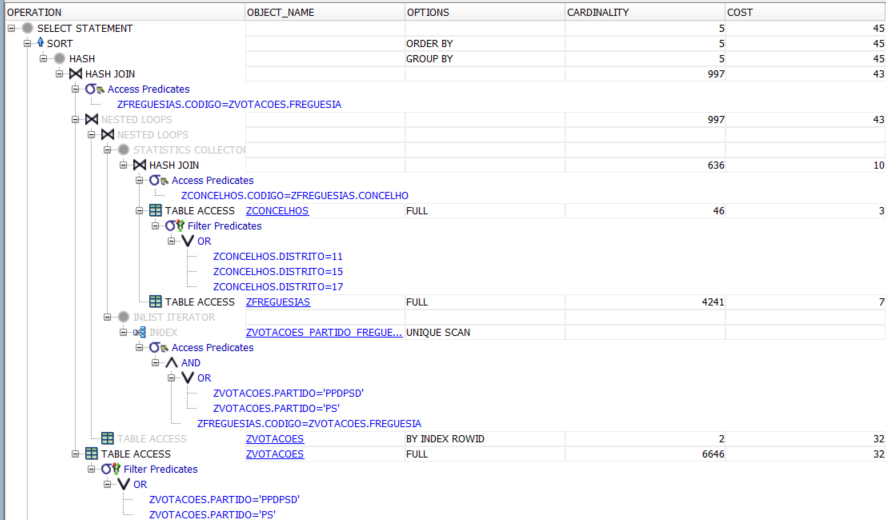 OPERATION OBJECT_NAME OPTIONS CARDINALITY COST
SELECT STATEMENT 5 45
SORT ORDER BY 5 45
HASH GROUP BY 5 45
HASH JOIN 997 43
Access Predicates
ZFREGUESIAS.CODIGO=ZVOTACOES.FREGUESIA
NESTED LOOPS 997 43
NESTED LOOPS
STATISTICS COLLECTOR
HASH JOIN 636 10
Access Predicates
ZCONCELHOS.CODIGO=ZFREGUESIAS.CONCELHO
TABLE ACCESS ZCONCELHOS FULL 46 3
Filter Predicates
OR
ZCONCELHOS.DISTRITO=11
ZCONCELHOS.DISTRITO=15
ZCONCELHOS.DISTRITO=17
TABLE ACCESS ZFREGUESIAS FULL 4241 7
INLIST ITERATOR
INDEX ZVOTACOES_PARTIDO_FREGUE... UNIQUE SCAN
Access Predicates
AND
OR
ZVOTACOES.PARTIDO='PPDPSD'
ZVOTACOES.PARTIDO='PS'
ZFREGUESIAS.CODIGO=ZVOTACOES.FREGUESIA
TABLE ACCESS ZVOTACOES BY INDEX ROWID 2 32
TABLE ACCESS ZVOTACOES FULL 6646 32
Filter Predicates
OR
ZVOTACOES.PARTIDO='PPDPSD'
ZVOTACOES.PARTIDO='PS'